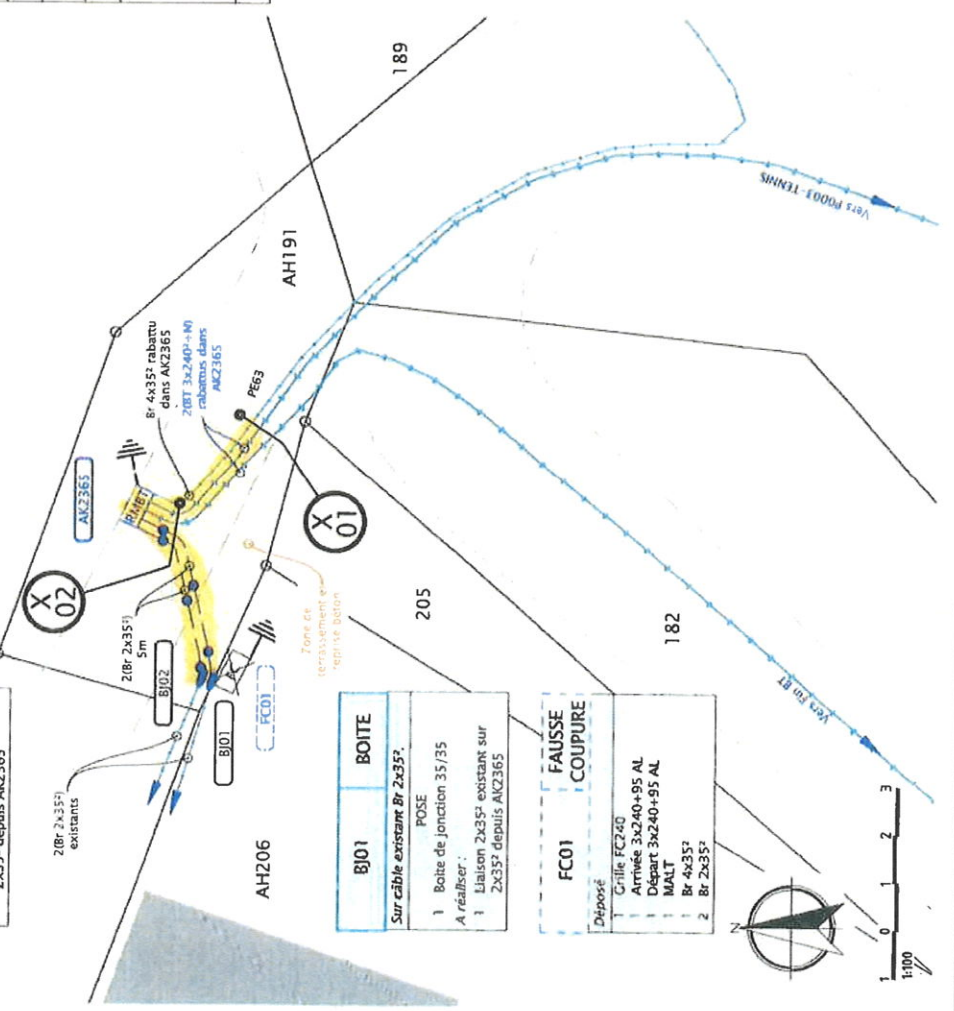 2x35² depuis AK2365
189
AH191
Br 4x35² rabattu
dans AK2365
2(BT 3x240²+N)
rabattus dans
AK2365
PE63
AK2365
RMBT
X
02
X
01
2(Br 2x35²)
5m
BJ02
BJ01
FC01
2(Br 2x35²)
existants
Zone de
terrassement et
reprise béton
205
182
AH206
Vers P0003-TENNIS
Vers Fin BT
BJ01 BOITE
Sur câble existant Br 2x35².
POSE
1 Boite de jonction 35/35
A réaliser :
1 Liaison 2x35² existant sur
2x35² depuis AK2365
FC01 FAUSSE
COUPURE
Déposé
1 Grille FC240
1 Arrivée 3x240+95 AL
1 Départ 3x240+95 AL
1 MALT
1 Br 4x35²
2 Br 2x35²
Z
1 0 1 2 3
1:100